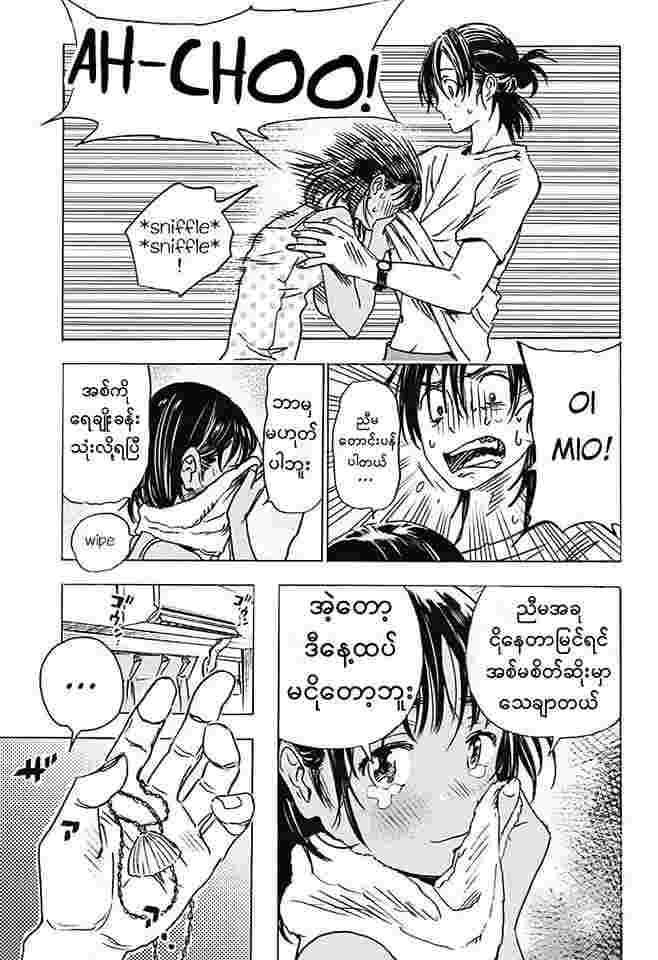 AH-CHOO!
*sniffle*
*sniffle*
!
OI
MIO!
ညီမ
တောင်းပန်
ပါတယ်
...
ဘာမှ
မဟုတ်
ပါဘူး
အစ်ကို
ရေချိုးခန်း
သုံးလို့ရပြီ
wipe
ညီမအခု
ငိုနေတာမြင်ရင်
အစ်မစိတ်ဆိုးမှာ
သေချာတယ်
အဲ့တော့
ဒီနေ့ထပ်
မငိုတော့ဘူး
...